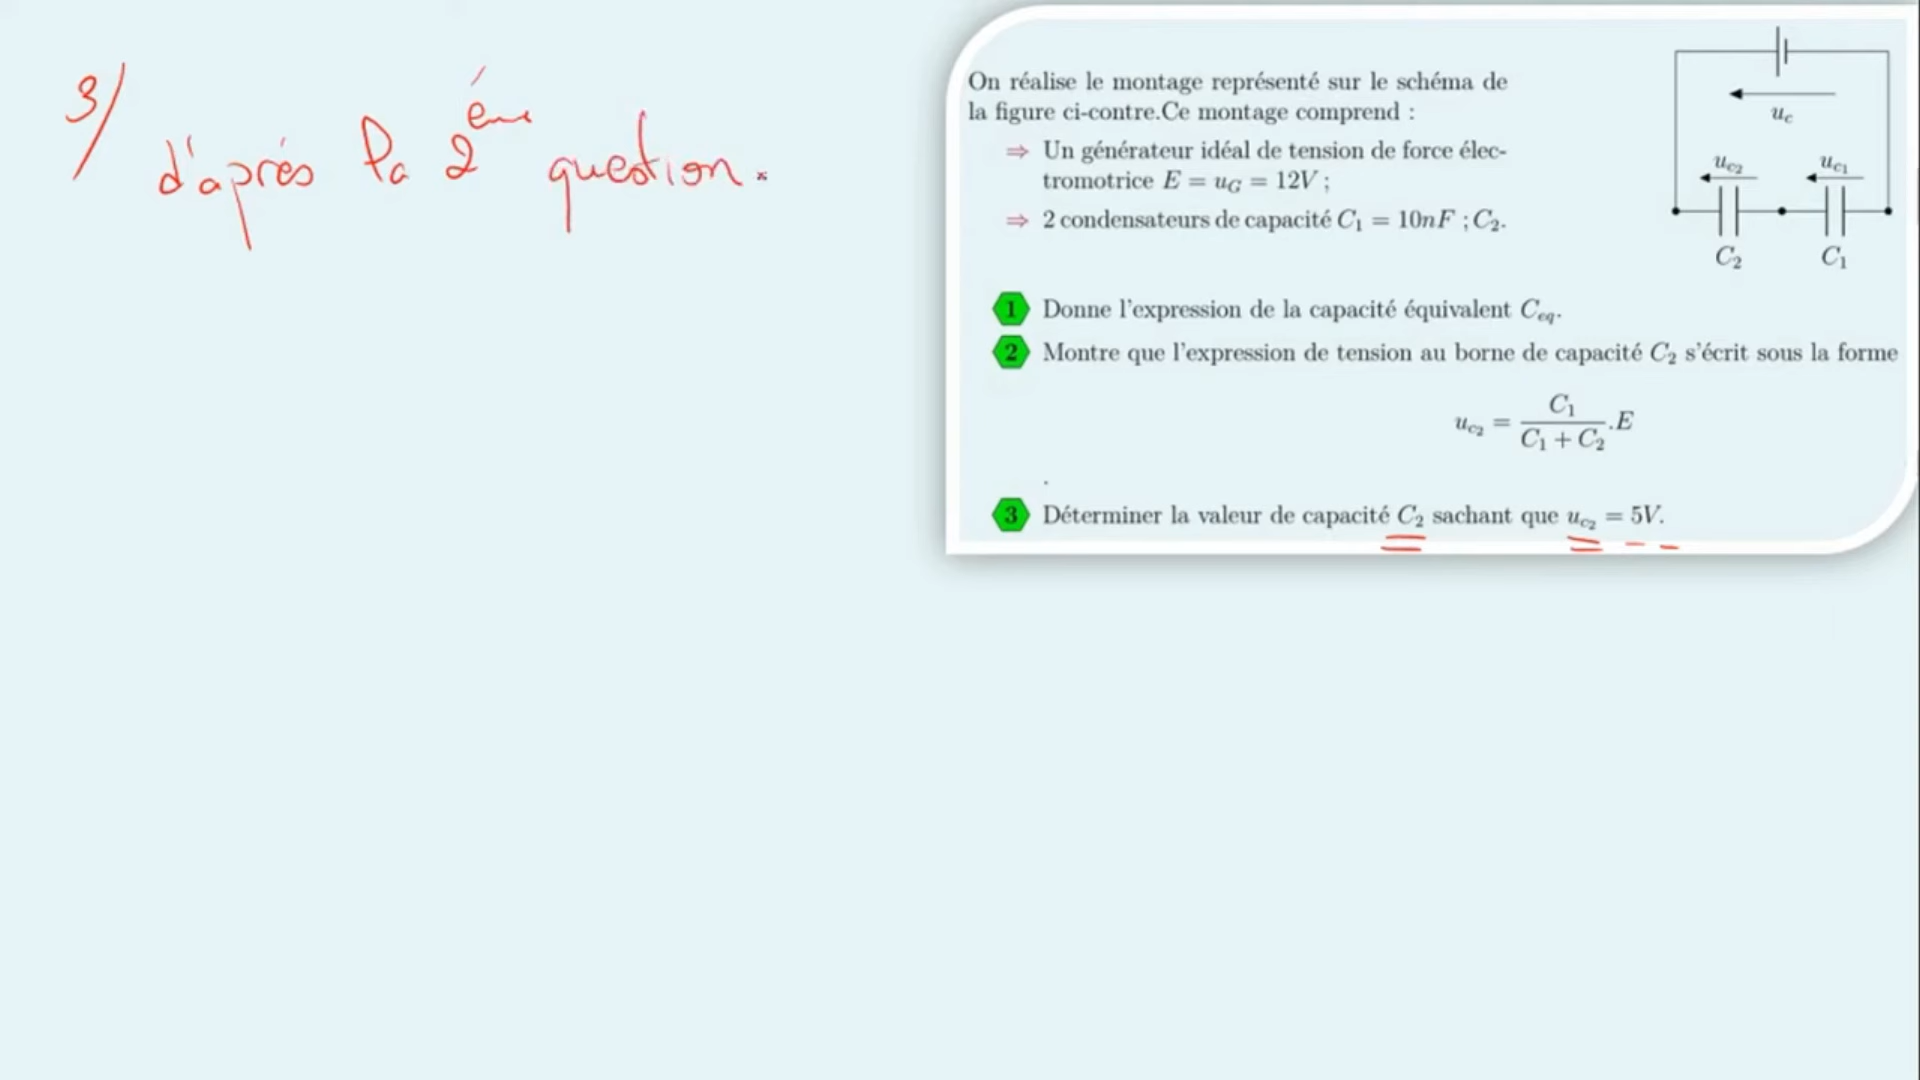 3/
d'après la 2éme question.
On réalise le montage représenté sur le schéma de
la figure ci-contre.Ce montage comprend :
⇒ Un générateur idéal de tension de force élec-
tromotrice E = u_G = 12V ;
⇒ 2 condensateurs de capacité C₁ = 10nF ; C₂.
u_c
u_c₂ u_c₁
C₂ C₁
1 Donne l'expression de la capacité équivalent C_eq.
2 Montre que l'expression de tension au borne de capacité C₂ s'écrit sous la forme
u_c₂ = C₁ / (C₁ + C₂) .E
.
3 Déterminer la valeur de capacité C₂ sachant que u_c₂ = 5V.